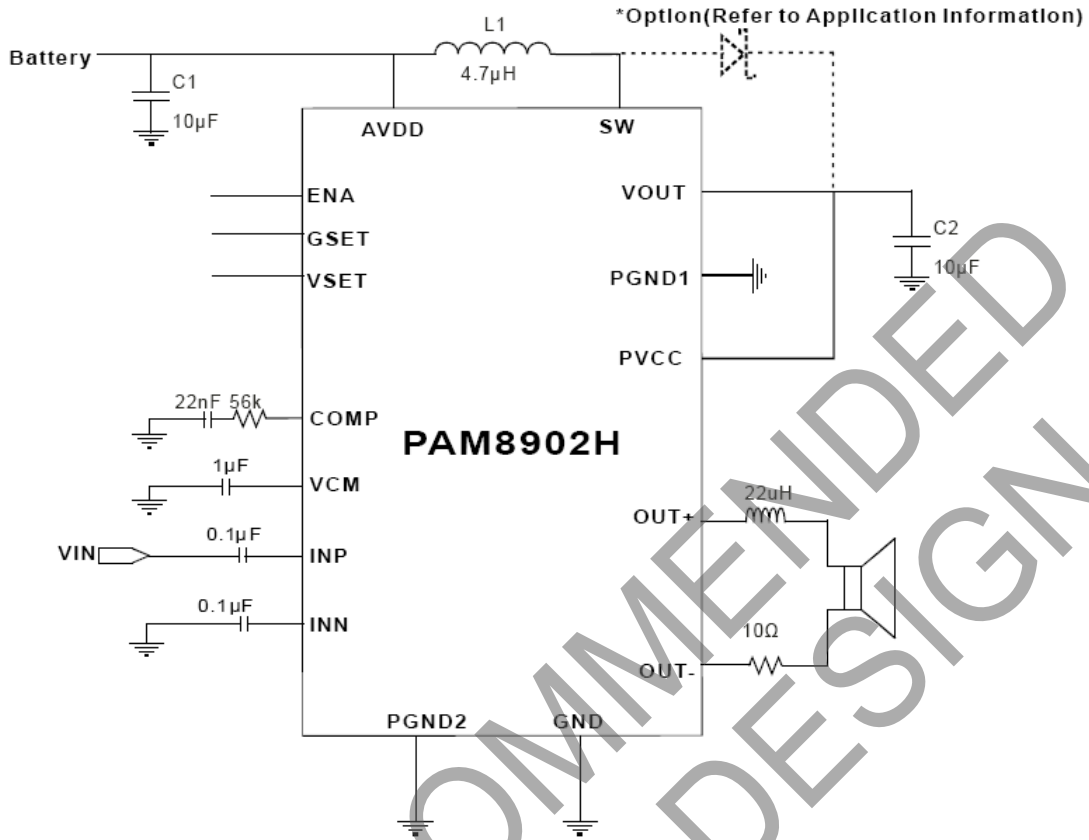 *Option(Refer to Application Information)
L1
Battery
4.7µH
C1
10µF
AVDD
SW
ENA
VOUT
GSET
C2
VSET
PGND1
10µF
PVCC
22nF 56k
COMP
PAM8902H
1µF
VCM
22uH
OUT+
0.1µF
VIN
INP
0.1µF
INN
10Ω
OUT-
PGND2
GND
OMMENDED
DESIGN